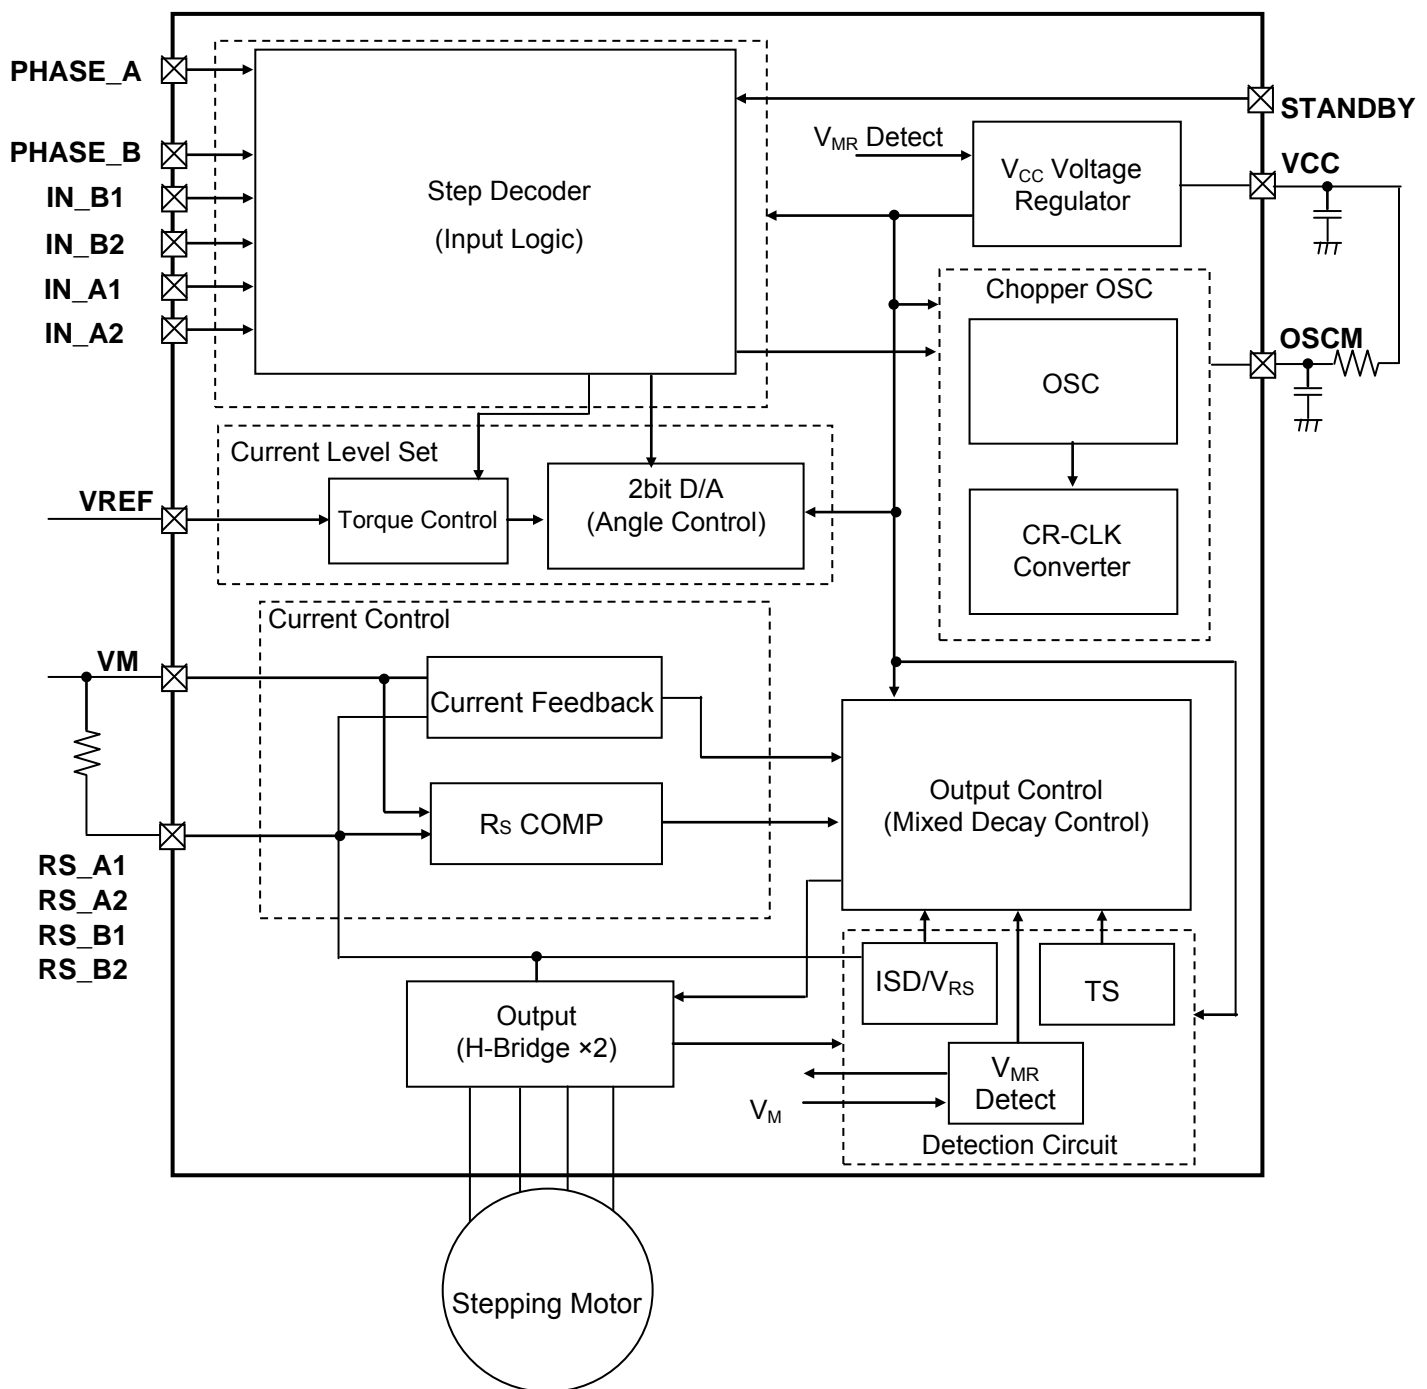 PHASE_A
PHASE_B
IN_B1
IN_B2
IN_A1
IN_A2
Step Decoder
(Input Logic)
STANDBY
VMR Detect
VCC Voltage
Regulator
VCC
Chopper OSC
OSC
OSCM
CR-CLK
Converter
Current Level Set
VREF
Torque Control
2bit D/A
(Angle Control)
Current Control
VM
Current Feedback
RS COMP
Output Control
(Mixed Decay Control)
RS_A1
RS_A2
RS_B1
RS_B2
ISD/VRS
TS
Output
(H-Bridge ×2)
VMR
Detect
VM
Detection Circuit
Stepping Motor